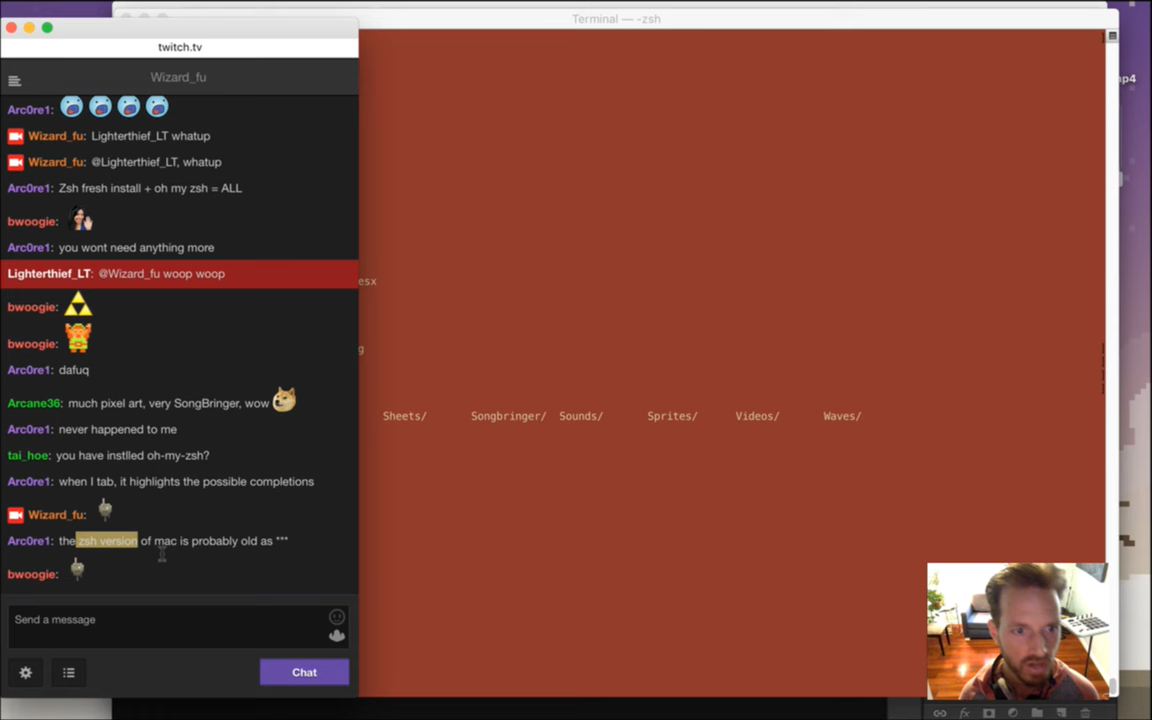 Terminal — -zsh
twitch.tv
Wizard_fu
mp4
Arc0re1:
Wizard_fu: Lighterthief_LT whatup
Wizard_fu: @Lighterthief_LT, whatup
Arc0re1: Zsh fresh install + oh my zsh = ALL
bwoogie:
Arc0re1: you wont need anything more
Lighterthief_LT: @Wizard_fu woop woop
esx
bwoogie:
bwoogie:
g
Arc0re1: dafuq
Arcane36: much pixel art, very SongBringer, wow
Sheets/ Songbringer/ Sounds/ Sprites/ Videos/ Waves/
Arc0re1: never happened to me
tai_hoe: you have instlled oh-my-zsh?
Arc0re1: when I tab, it highlights the possible completions
Wizard_fu:
Arc0re1: the zsh version of mac is probably old as ***
bwoogie:
Send a message
Chat
fx